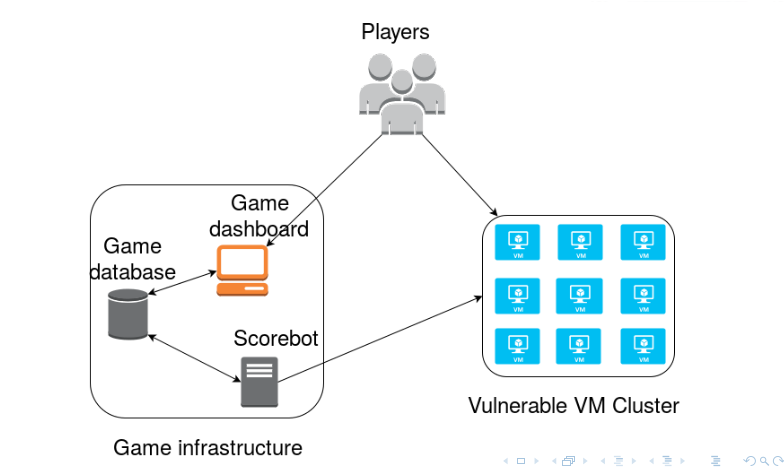 Players
Game
dashboard
Game
database
Scorebot
VM VM VM
VM VM VM
VM VM VM
Vulnerable VM Cluster
Game infrastructure